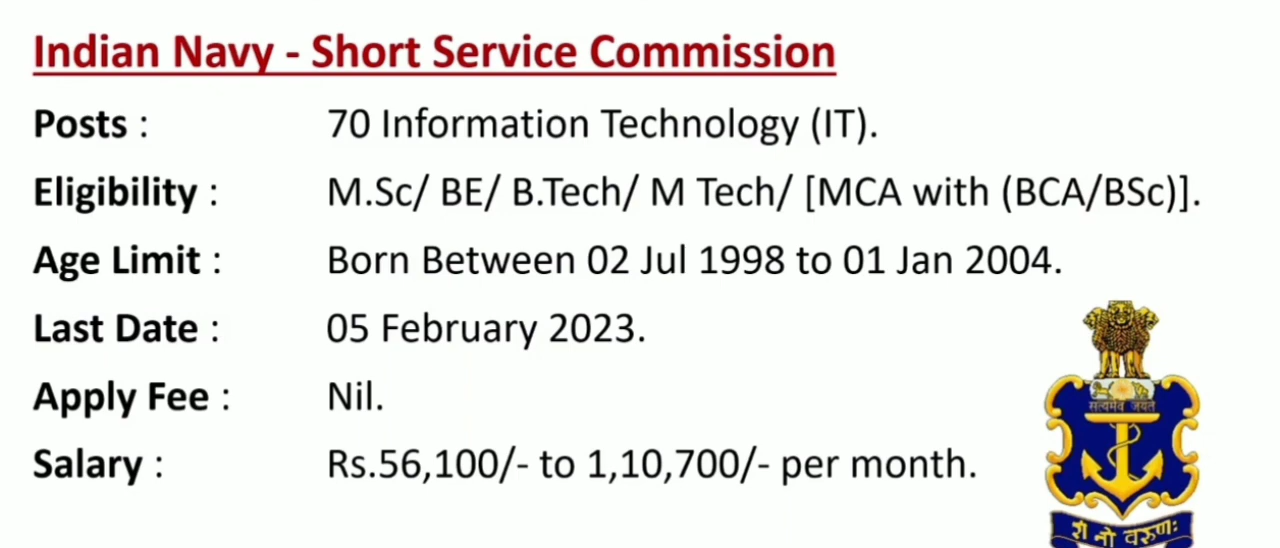 Indian Navy - Short Service Commission
Posts : 70 Information Technology (IT).
Eligibility : M.Sc/ BE/ B.Tech/ M Tech/ [MCA with (BCA/BSc)].
Age Limit : Born Between 02 Jul 1998 to 01 Jan 2004.
Last Date : 05 February 2023.
Apply Fee : Nil.
Salary : Rs.56,100/- to 1,10,700/- per month.
सत्यमेव जयते
शं नो वरुणः